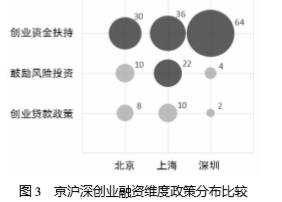 创业资金扶持 30 36 64
鼓励风险投资 10 22 4
创业贷款政策 8 10 2
北京 上海 深圳
图 3 京沪深创业融资维度政策分布比较